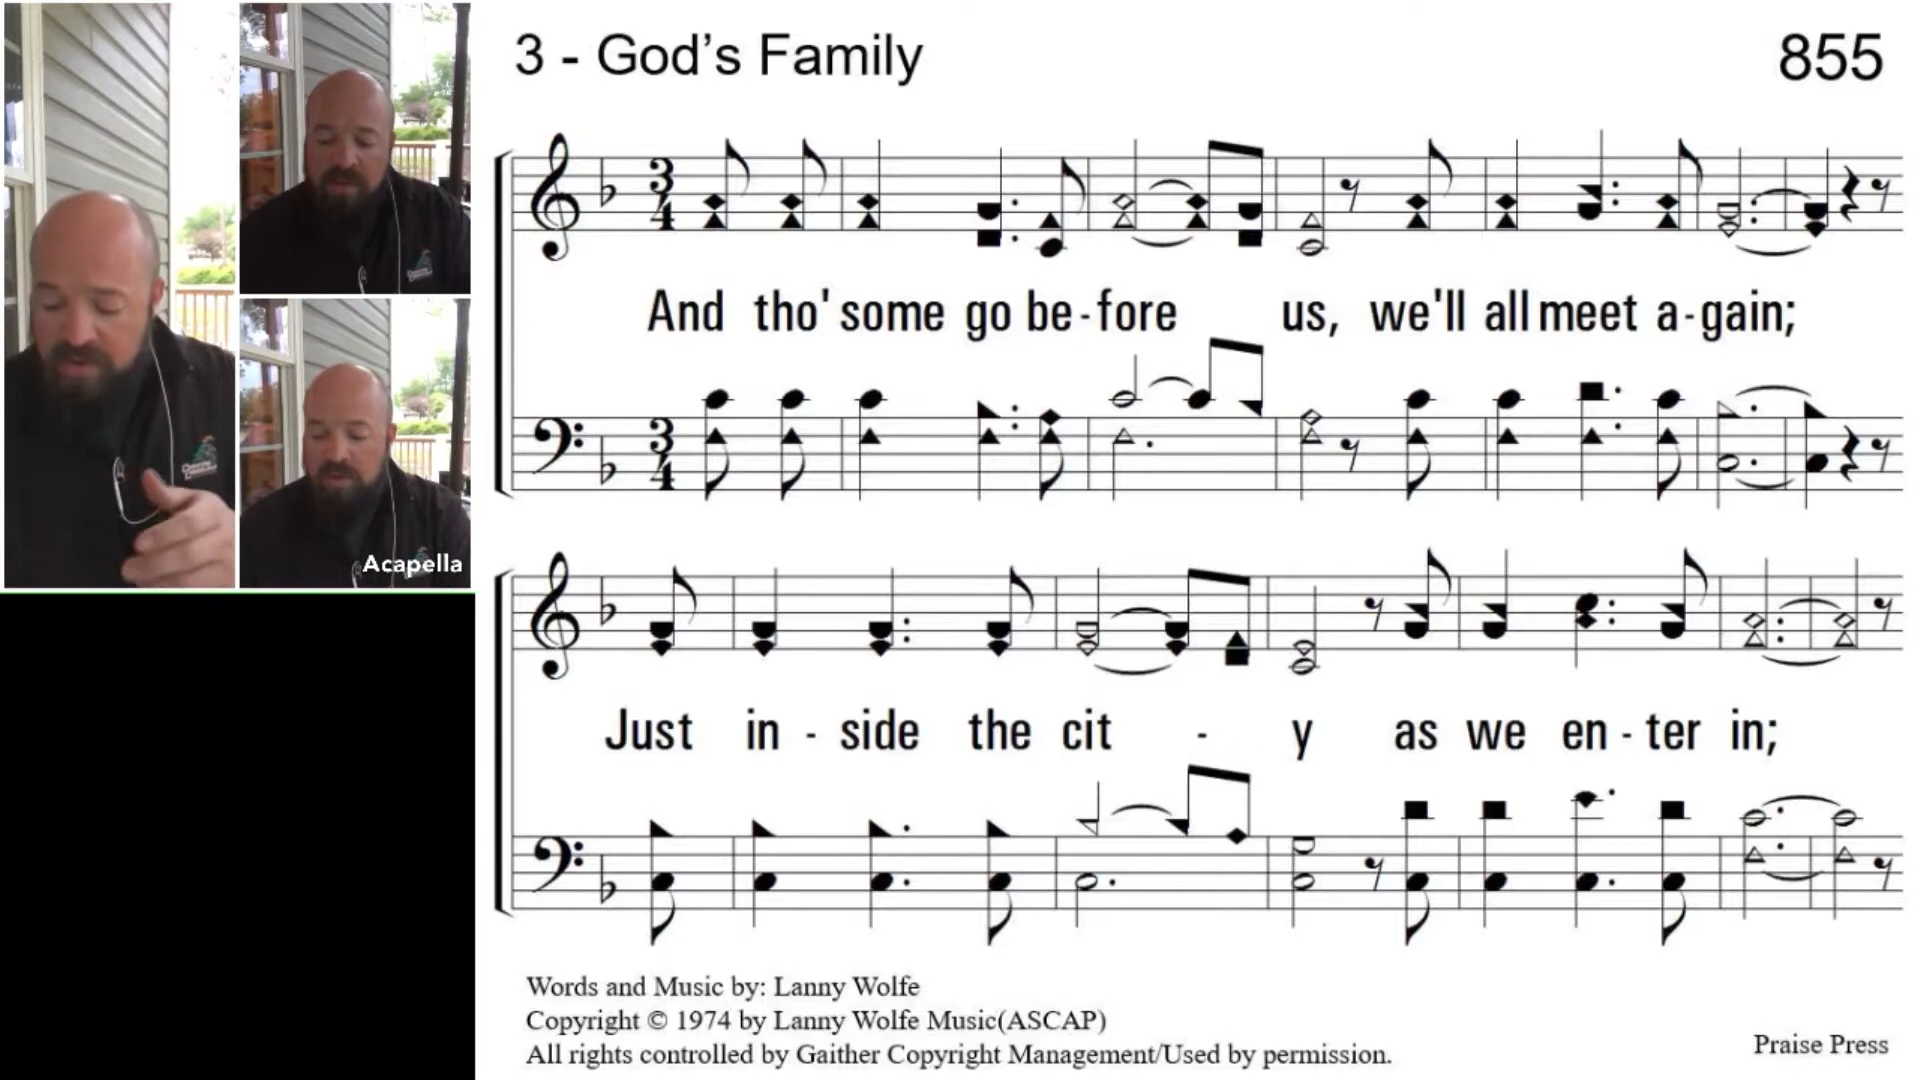 3 - God's Family
855
And tho' some go be-fore us, we'll all meet a-gain;
Just in - side the cit - y as we en - ter in;
Acapella
Words and Music by: Lanny Wolfe
Copyright © 1974 by Lanny Wolfe Music(ASCAP)
All rights controlled by Gaither Copyright Management/Used by permission.
Praise Press